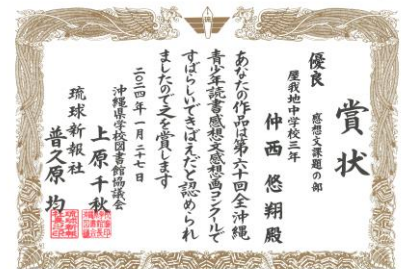 賞状
優良 感想文課題の部
屋我地中学校三年
仲西 悠翔殿
あなたの作品は第六十回全沖縄
青少年読書感想文感想画コンクールで
すばらしいできばえだと認められ
ましたので之を賞します
二〇二四年一月二十七日
沖縄県学校図書館協議会
上原千秋
琉球新報社
普久原 均